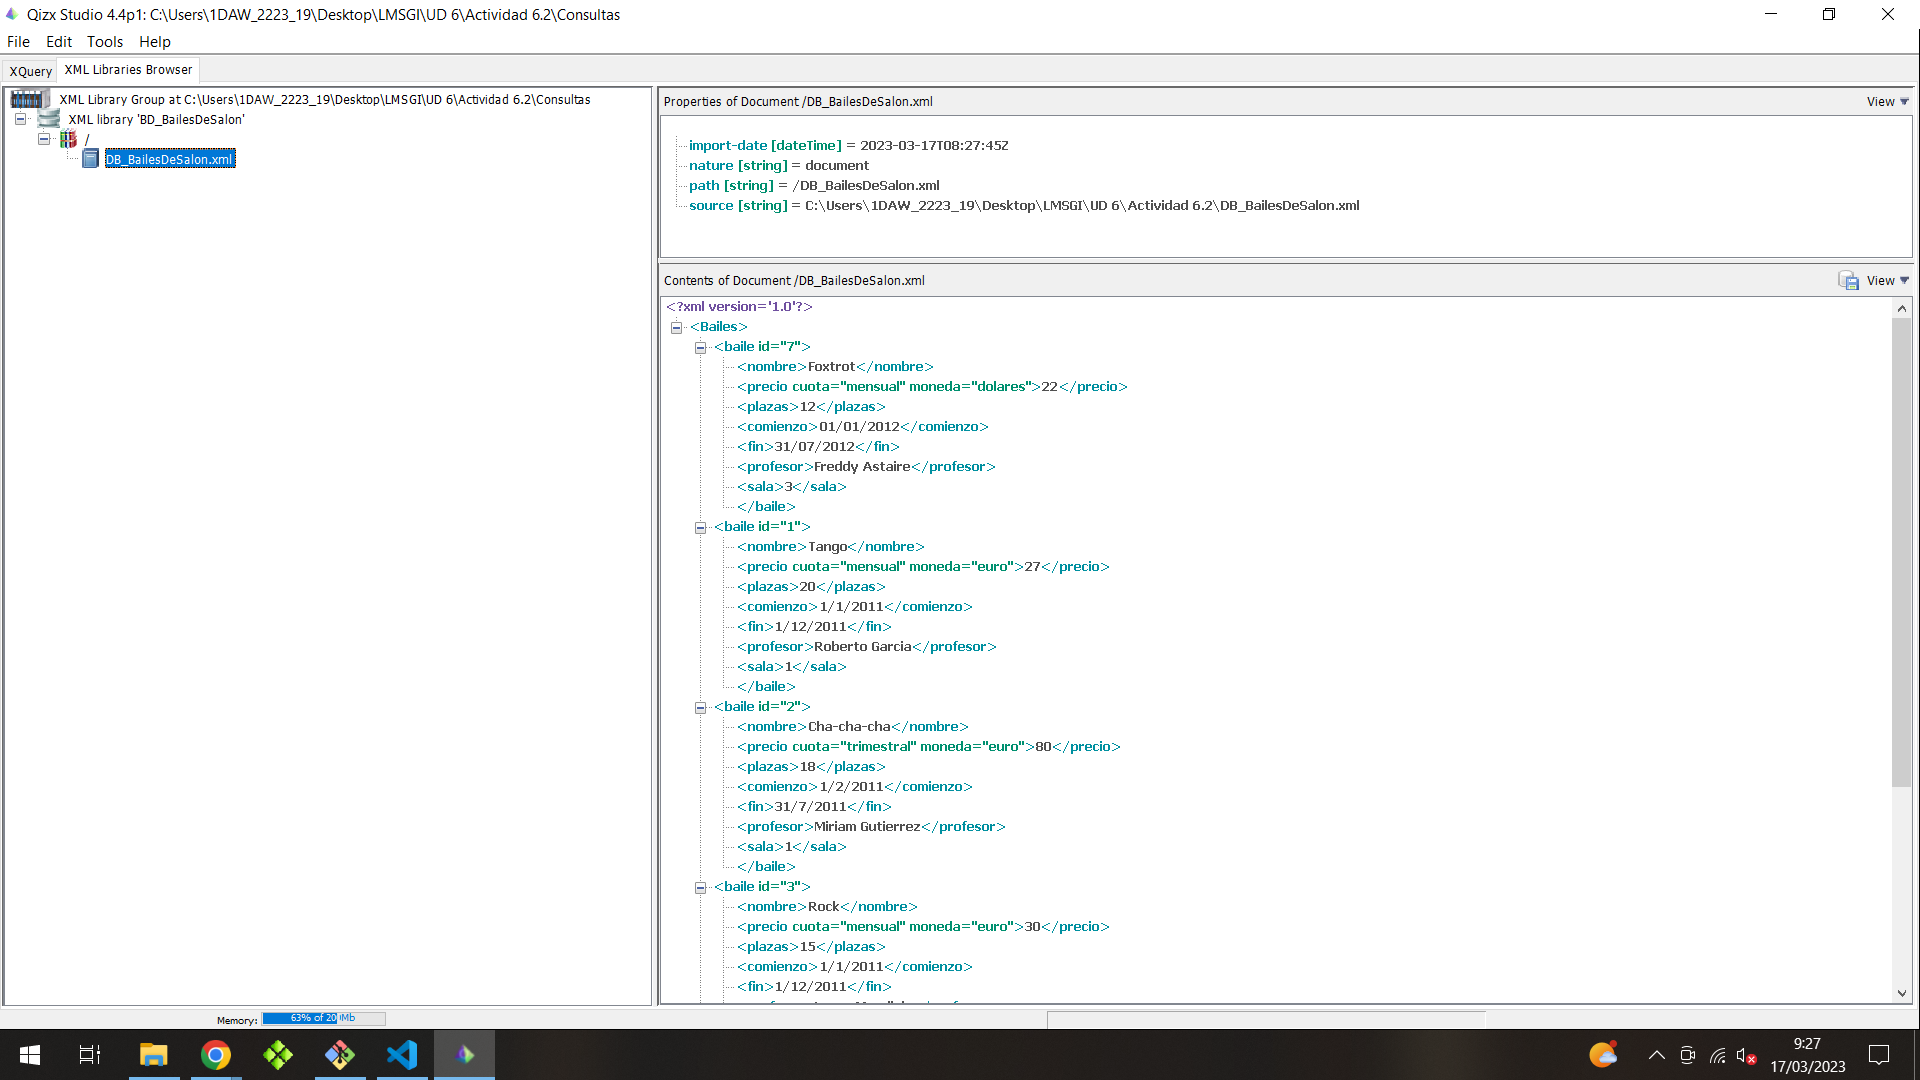 Qizx Studio 4.4p1: C:\Users\1DAW_2223_19\Desktop\LMSGI\UD 6\Actividad 6.2\Consultas
File Edit Tools Help
XQuery XML Libraries Browser
XML Library Group at C:\Users\1DAW_2223_19\Desktop\LMSGI\UD 6\Actividad 6.2\Consultas
XML library 'BD_BailesDeSalon'
/
DB_BailesDeSalon.xml
Properties of Document /DB_BailesDeSalon.xml
View
import-date [dateTime] = 2023-03-17T08:27:45Z
nature [string] = document
path [string] = /DB_BailesDeSalon.xml
source [string] = C:\Users\1DAW_2223_19\Desktop\LMSGI\UD 6\Actividad 6.2\DB_BailesDeSalon.xml
Contents of Document /DB_BailesDeSalon.xml
View
<?xml version='1.0'?>
<Bailes>
<baile id="7">
<nombre>Foxtrot</nombre>
<precio cuota="mensual" moneda="dolares">22</precio>
<plazas>12</plazas>
<comienzo>01/01/2012</comienzo>
<fin>31/07/2012</fin>
<profesor>Freddy Astaire</profesor>
<sala>3</sala>
</baile>
<baile id="1">
<nombre>Tango</nombre>
<precio cuota="mensual" moneda="euro">27</precio>
<plazas>20</plazas>
<comienzo>1/1/2011</comienzo>
<fin>1/12/2011</fin>
<profesor>Roberto Garcia</profesor>
<sala>1</sala>
</baile>
<baile id="2">
<nombre>Cha-cha-cha</nombre>
<precio cuota="trimestral" moneda="euro">80</precio>
<plazas>18</plazas>
<comienzo>1/2/2011</comienzo>
<fin>31/7/2011</fin>
<profesor>Miriam Gutierrez</profesor>
<sala>1</sala>
</baile>
<baile id="3">
<nombre>Rock</nombre>
<precio cuota="mensual" moneda="euro">30</precio>
<plazas>15</plazas>
<comienzo>1/1/2011</comienzo>
<fin>1/12/2011</fin>
Memory: 63% of 20
9:27
17/03/2023